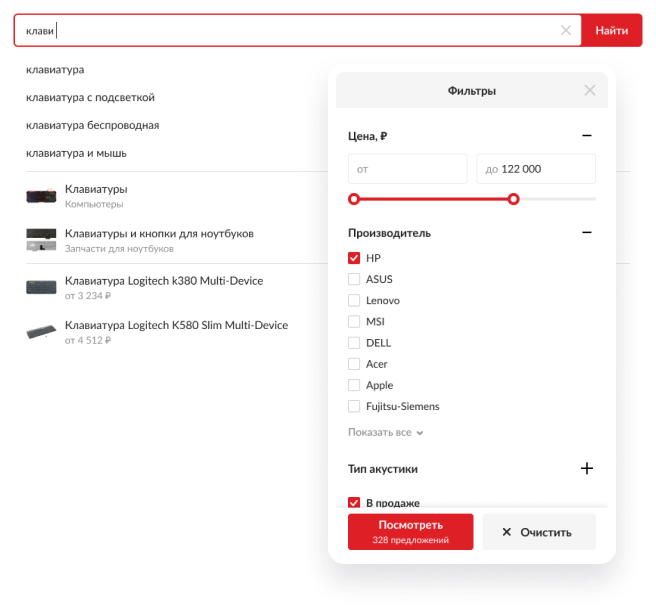 клави
Найти
клавиатура
клавиатура с подсветкой
клавиатура беспроводная
клавиатура и мышь
Клавиатуры
Компьютеры
Клавиатуры и кнопки для ноутбуков
Запчасти для ноутбуков
Клавиатура Logitech k380 Multi-Device
от 3 234 ₽
Клавиатура Logitech K580 Slim Multi-Device
от 4 512 ₽
Фильтры
Цена, ₽
от
до 122 000
Производитель
HP
ASUS
Lenovo
MSI
DELL
Acer
Apple
Fujitsu-Siemens
Показать все
Тип акустики
В продаже
Посмотреть
328 предложений
Очистить